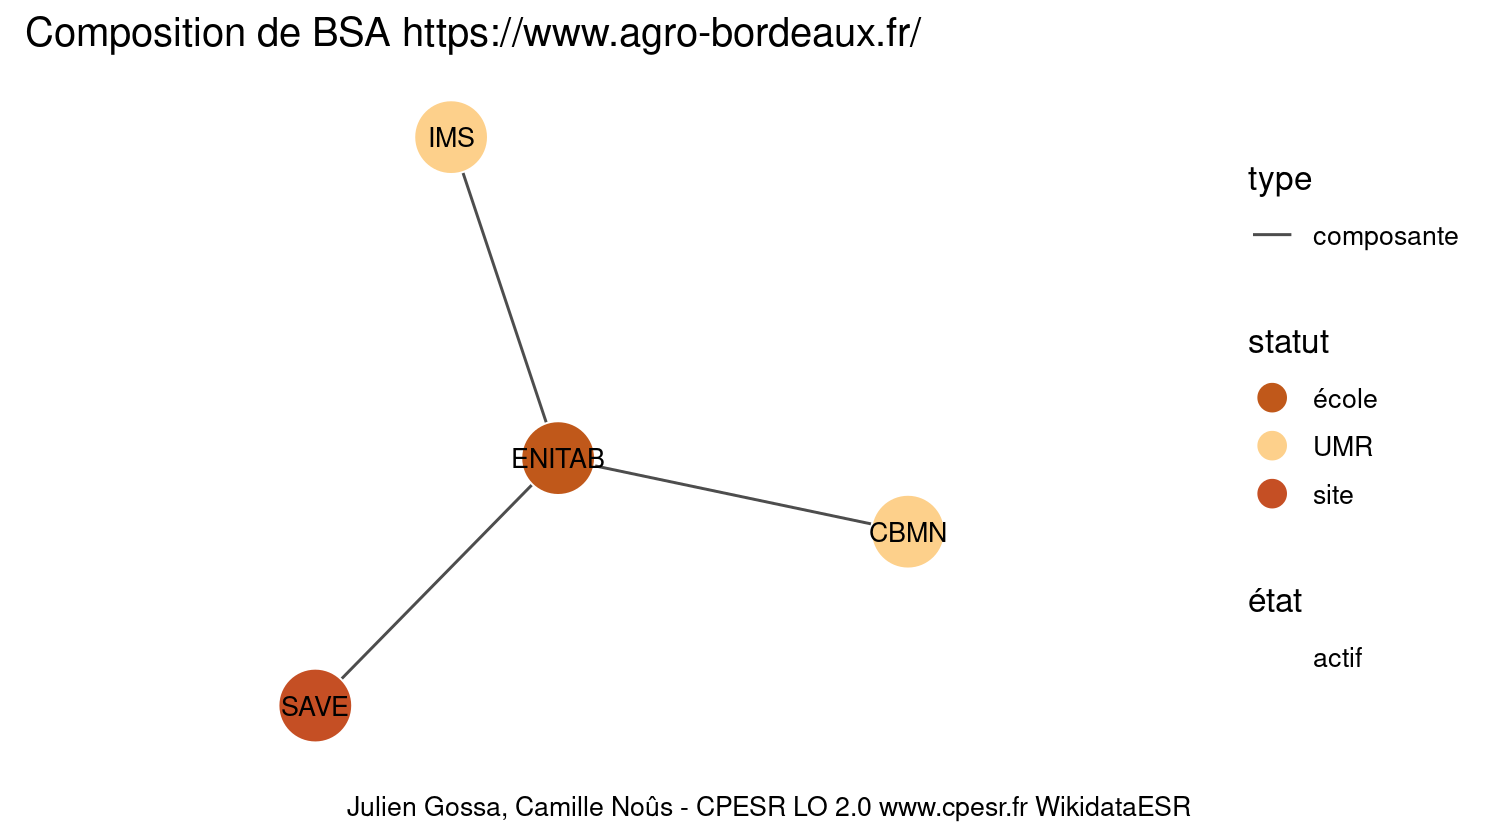 Composition de BSA https://www.agro-bordeaux.fr/
IMS
ENITAB
CBMN
SAVE
type
composante
statut
école
UMR
site
état
actif
Julien Gossa, Camille Noûs - CPESR LO 2.0 www.cpesr.fr WikidataESR